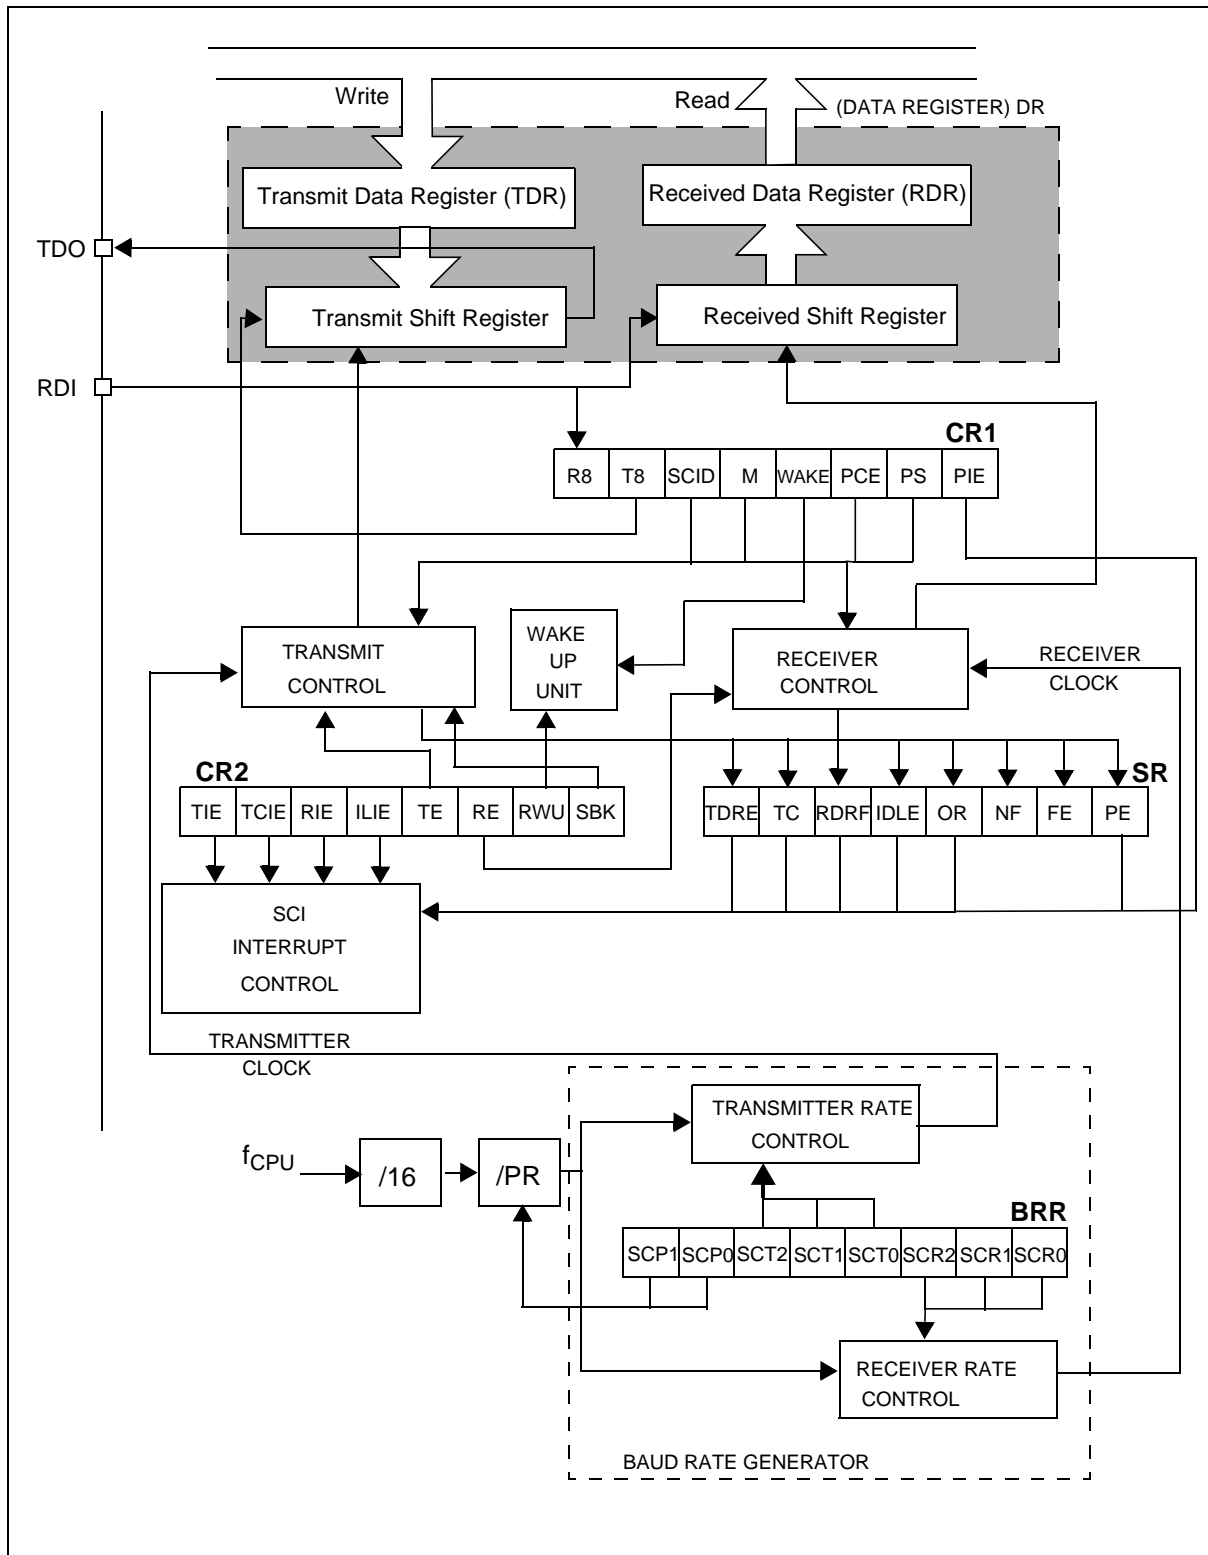 Write
Read
(DATA REGISTER) DR
Transmit Data Register (TDR)
Received Data Register (RDR)
TDO
Transmit Shift Register
Received Shift Register
RDI
CR1
R8 T8 SCID M WAKE PCE PS PIE
TRANSMIT
CONTROL
WAKE
UP
UNIT
RECEIVER
CONTROL
RECEIVER
CLOCK
CR2
SR
TIE TCIE RIE ILIE TE RE RWU SBK
TDRE TC RDRF IDLE OR NF FE PE
SCI
INTERRUPT
CONTROL
TRANSMITTER
CLOCK
TRANSMITTER RATE
CONTROL
fCPU
/16
/PR
BRR
SCP1 SCP0 SCT2 SCT1 SCT0 SCR2 SCR1 SCR0
RECEIVER RATE
CONTROL
BAUD RATE GENERATOR